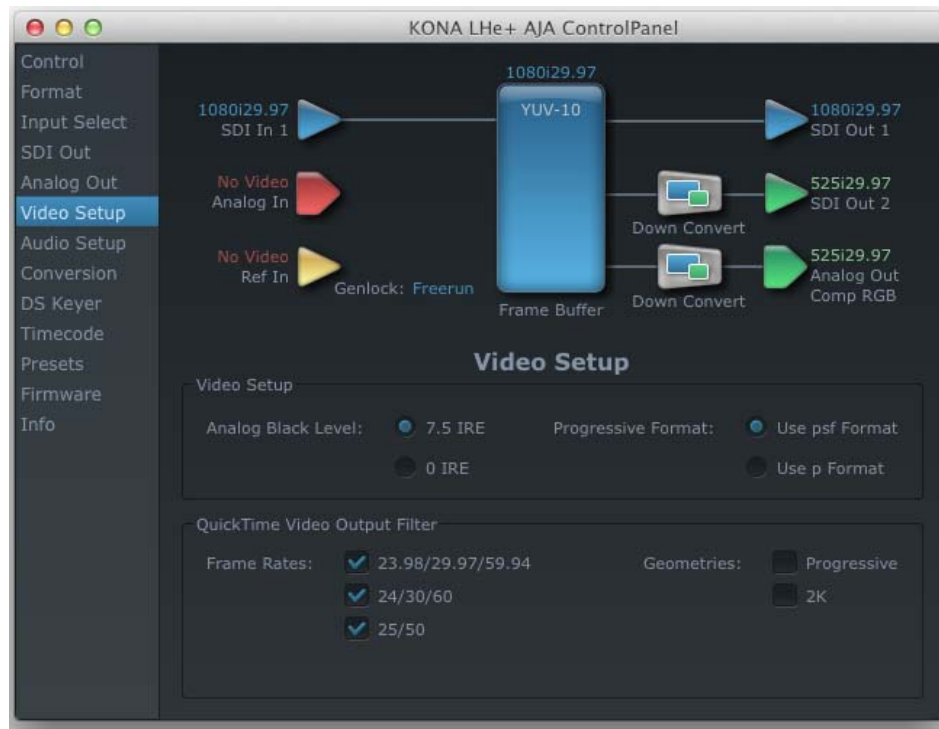 KONA LHe+ AJA ControlPanel
Control
Format
Input Select
SDI Out
Analog Out
Video Setup
Audio Setup
Conversion
DS Keyer
Timecode
Presets
Firmware
Info
1080i29.97
YUV-10
1080i29.97
SDI In 1
1080i29.97
SDI Out 1
No Video
Analog In
Down Convert
525i29.97
SDI Out 2
No Video
Ref In
Genlock: Freerun
Frame Buffer
Down Convert
525i29.97
Analog Out
Comp RGB
Video Setup
Video Setup
Analog Black Level: 7.5 IRE Progressive Format: Use psf Format
0 IRE Use p Format
QuickTime Video Output Filter
Frame Rates: 23.98/29.97/59.94 Geometries: Progressive
24/30/60 2K
25/50